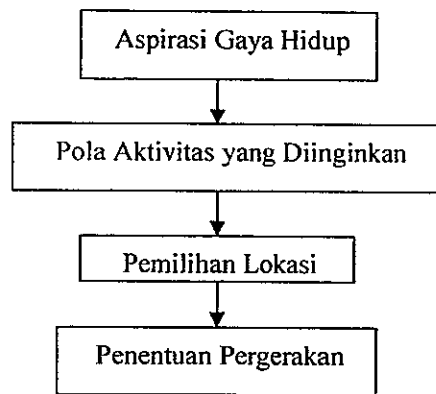 Aspirasi Gaya Hidup
Pola Aktivitas yang Diinginkan
Pemilihan Lokasi
Penentuan Pergerakan